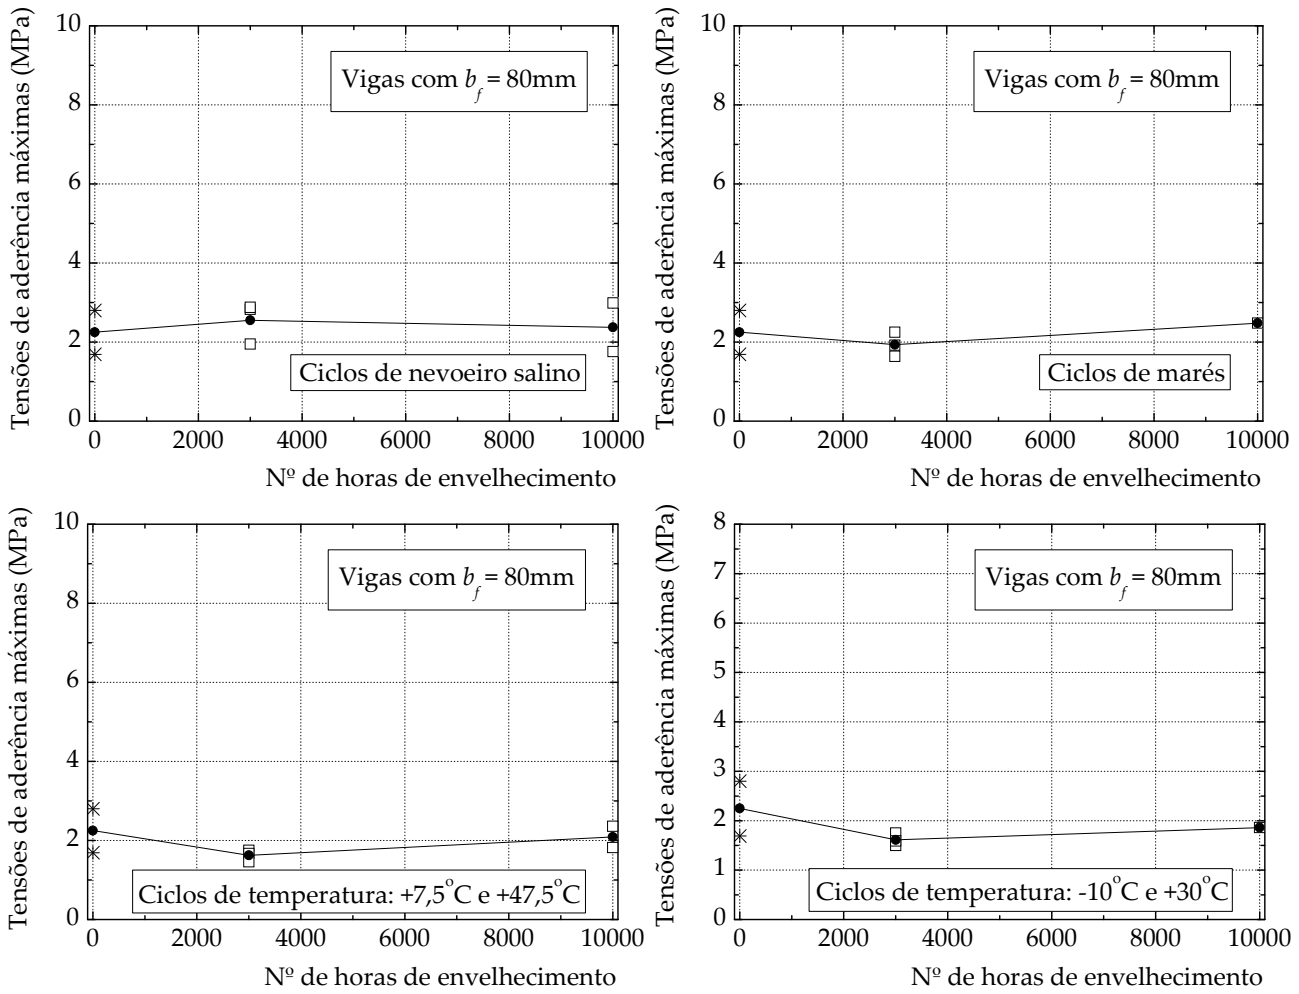 Tensões de aderência máximas (MPa)
10
8
6
4
2
0
Vigas com b_f = 80mm
Ciclos de nevoeiro salino
0 2000 4000 6000 8000 10000
Nº de horas de envelhecimento
Tensões de aderência máximas (MPa)
10
8
6
4
2
0
Vigas com b_f = 80mm
Ciclos de marés
0 2000 4000 6000 8000 10000
Nº de horas de envelhecimento
Tensões de aderência máximas (MPa)
10
8
6
4
2
0
Vigas com b_f = 80mm
Ciclos de temperatura: +7,5°C e +47,5°C
0 2000 4000 6000 8000 10000
Nº de horas de envelhecimento
Tensões de aderência máximas (MPa)
8
7
6
5
4
3
2
1
0
Vigas com b_f = 80mm
Ciclos de temperatura: -10°C e +30°C
0 2000 4000 6000 8000 10000
Nº de horas de envelhecimento